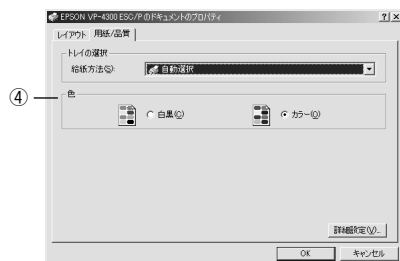 EPSON VP-4300 ESC/P のドキュメントのプロパティ ? ×
レイアウト 用紙/品質
トレイの選択
給紙方法(S): 自動選択
④ 色
白黒(C) カラー(O)
詳細設定(V)...
OK キャンセル